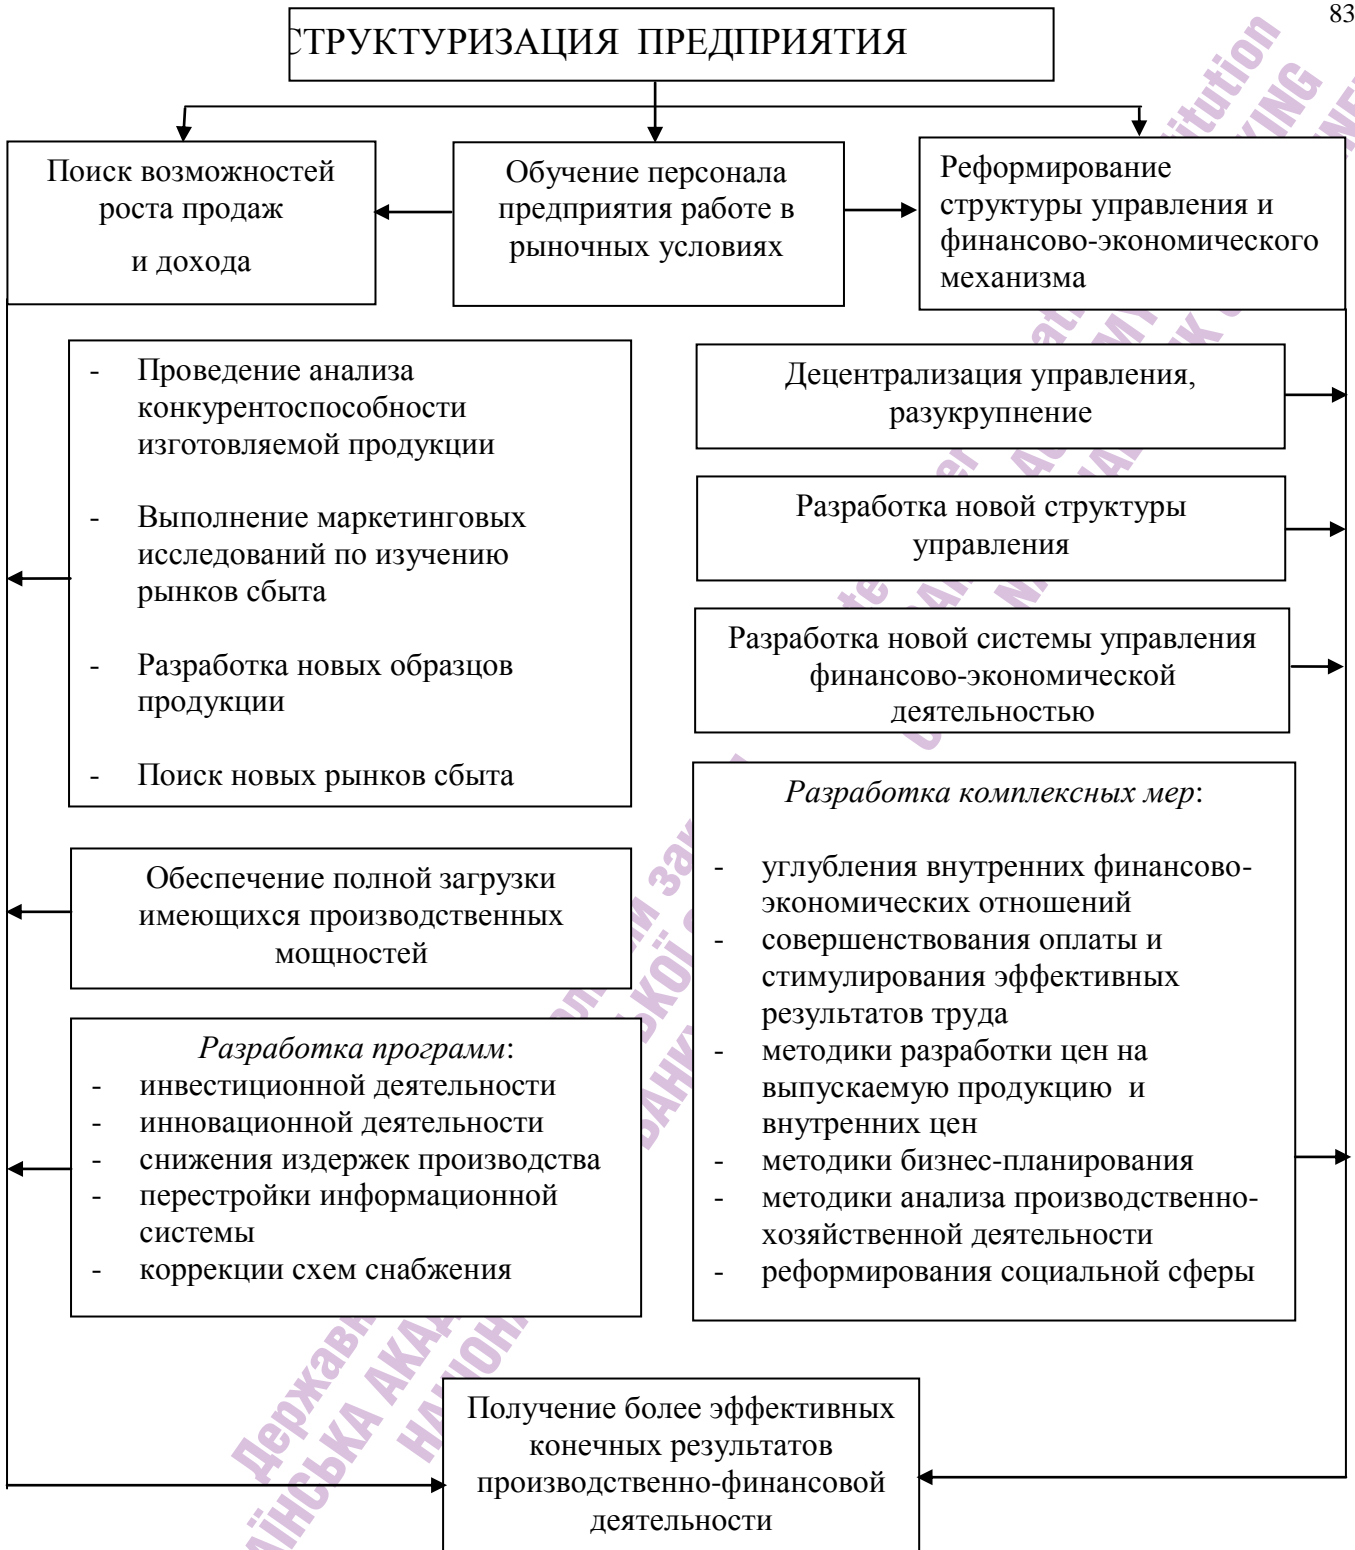 83
СТРУКТУРИЗАЦИЯ ПРЕДПРИЯТИЯ
Поиск возможностей
роста продаж
и дохода
Обучение персонала
предприятия работе в
рыночных условиях
Реформирование
структуры управления и
финансово-экономического
механизма
- Проведение анализа
конкурентоспособности
изготовляемой продукции
- Выполнение маркетинговых
исследований по изучению
рынков сбыта
- Разработка новых образцов
продукции
- Поиск новых рынков сбыта
Обеспечение полной загрузки
имеющихся производственных
мощностей
Разработка программ:
- инвестиционной деятельности
- инновационной деятельности
- снижения издержек производства
- перестройки информационной
системы
- коррекции схем снабжения
Децентрализация управления,
разукрупнение
Разработка новой структуры
управления
Разработка новой системы управления
финансово-экономической
деятельностью
Разработка комплексных мер:
- углубления внутренних финансово-
экономических отношений
- совершенствования оплаты и
стимулирования эффективных
результатов труда
- методики разработки цен на
выпускаемую продукцию и
внутренних цен
- методики бизнес-планирования
- методики анализа производственно-
хозяйственной деятельности
- реформирования социальной сферы
Получение более эффективных
конечных результатов
производственно-финансовой
деятельности